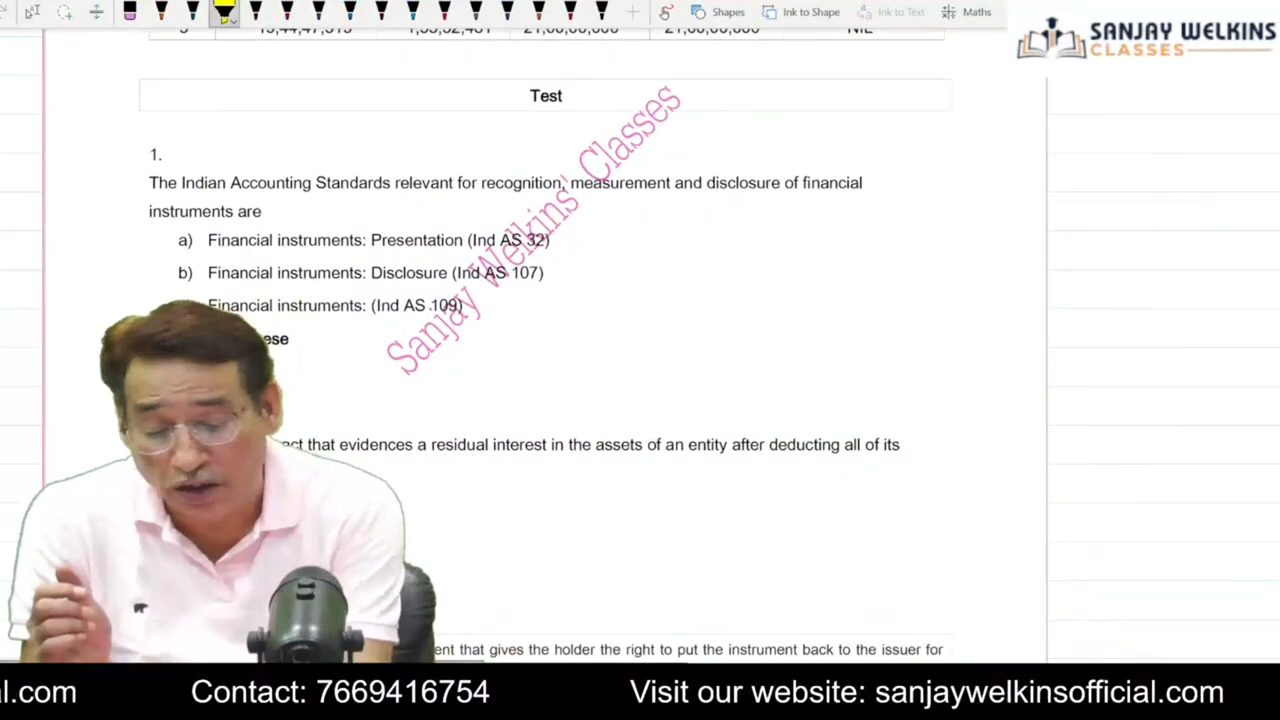 Shapes Ink to Shape Ink to Text Maths
SANJAY WELKINS
CLASSES
Test
1.
The Indian Accounting Standards relevant for recognition, measurement and disclosure of financial
instruments are
a) Financial instruments: Presentation (Ind AS 32)
b) Financial instruments: Disclosure (Ind AS 107)
Financial instruments: (Ind AS 109)
Sanjay Welkins' Classes
that evidences a residual interest in the assets of an entity after deducting all of its
that gives the holder the right to put the instrument back to the issuer for
al.com Contact: 7669416754 Visit our website: sanjaywelkinsofficial.com